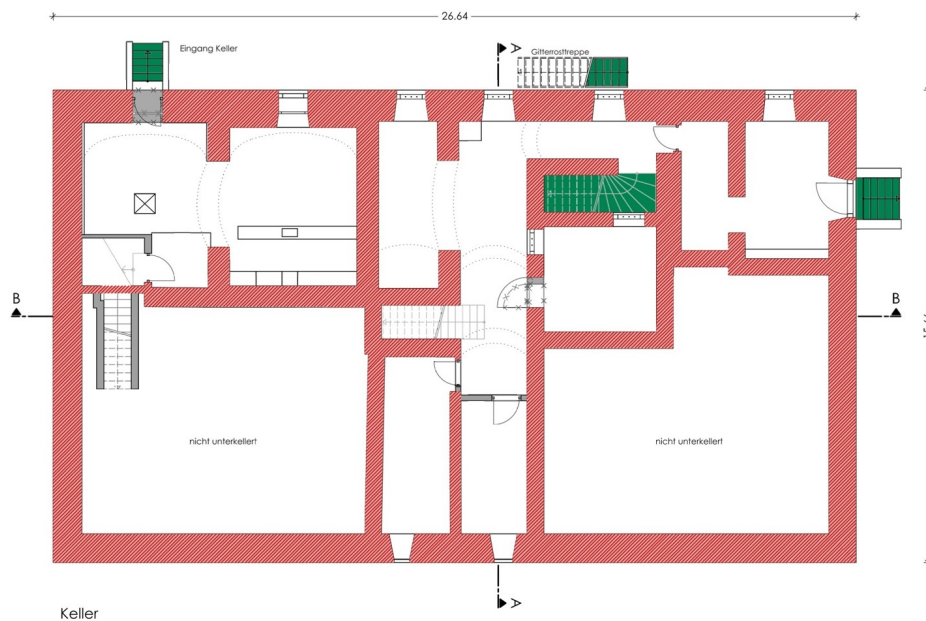 26.64
Eingang Keller
A
Gitterrosttreppe
B
B
nicht unterkellert
nicht unterkellert
A
Keller